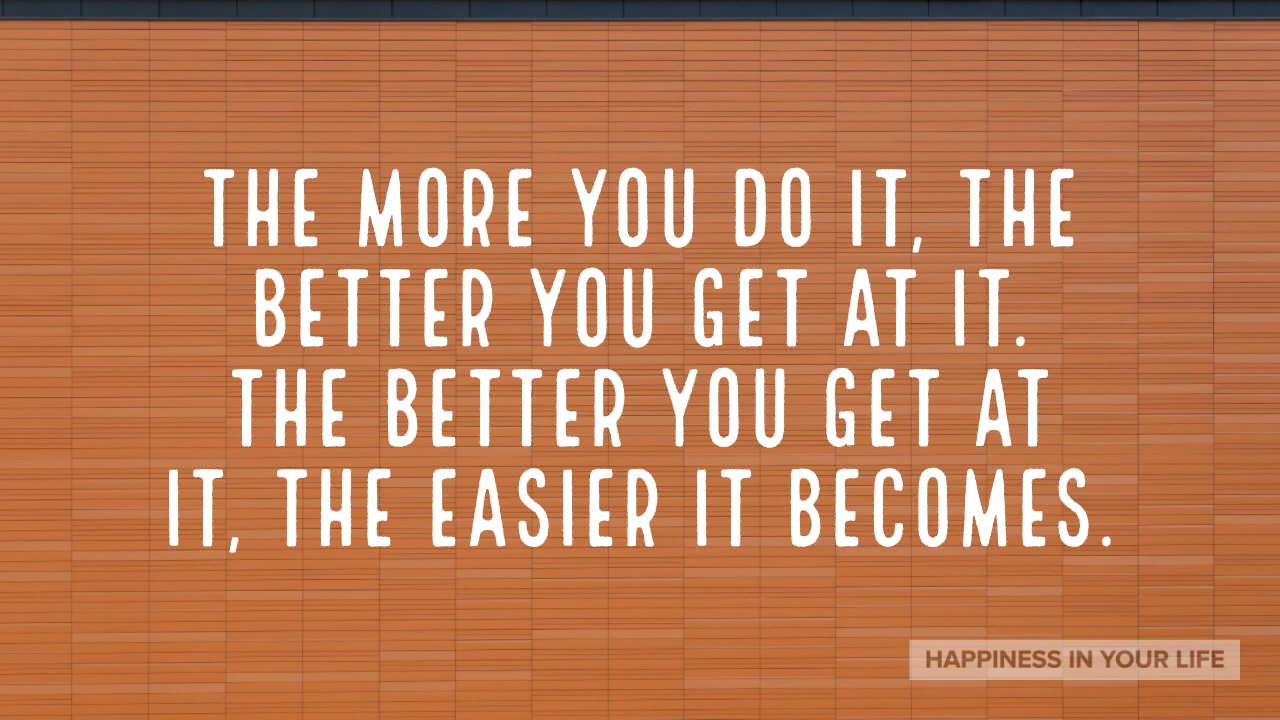 THE MORE YOU DO IT, THE
BETTER YOU GET AT IT.
THE BETTER YOU GET AT
IT, THE EASIER IT BECOMES.
HAPPINESS IN YOUR LIFE